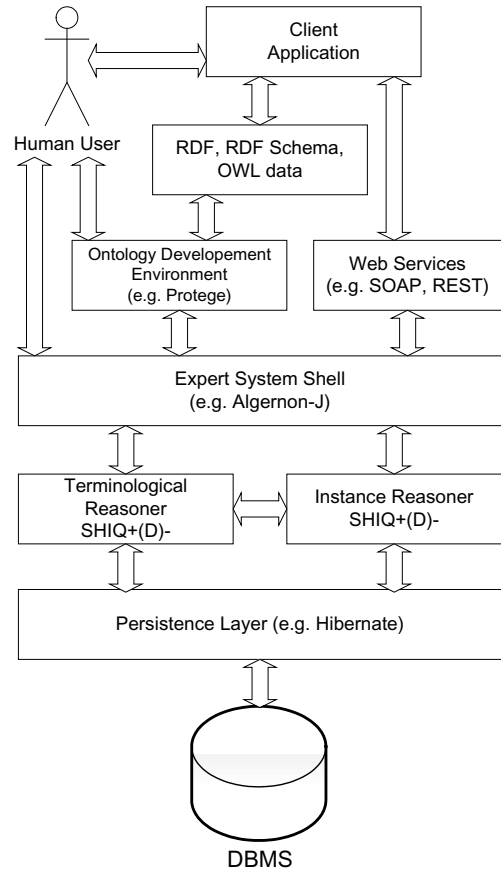 Client
Application
Human User
RDF, RDF Schema,
OWL data
Ontology Developement
Environment
(e.g. Protege)
Web Services
(e.g. SOAP, REST)
Expert System Shell
(e.g. Algernon-J)
Terminological
Reasoner
SHIQ+(D)-
Instance Reasoner
SHIQ+(D)-
Persistence Layer (e.g. Hibernate)
DBMS